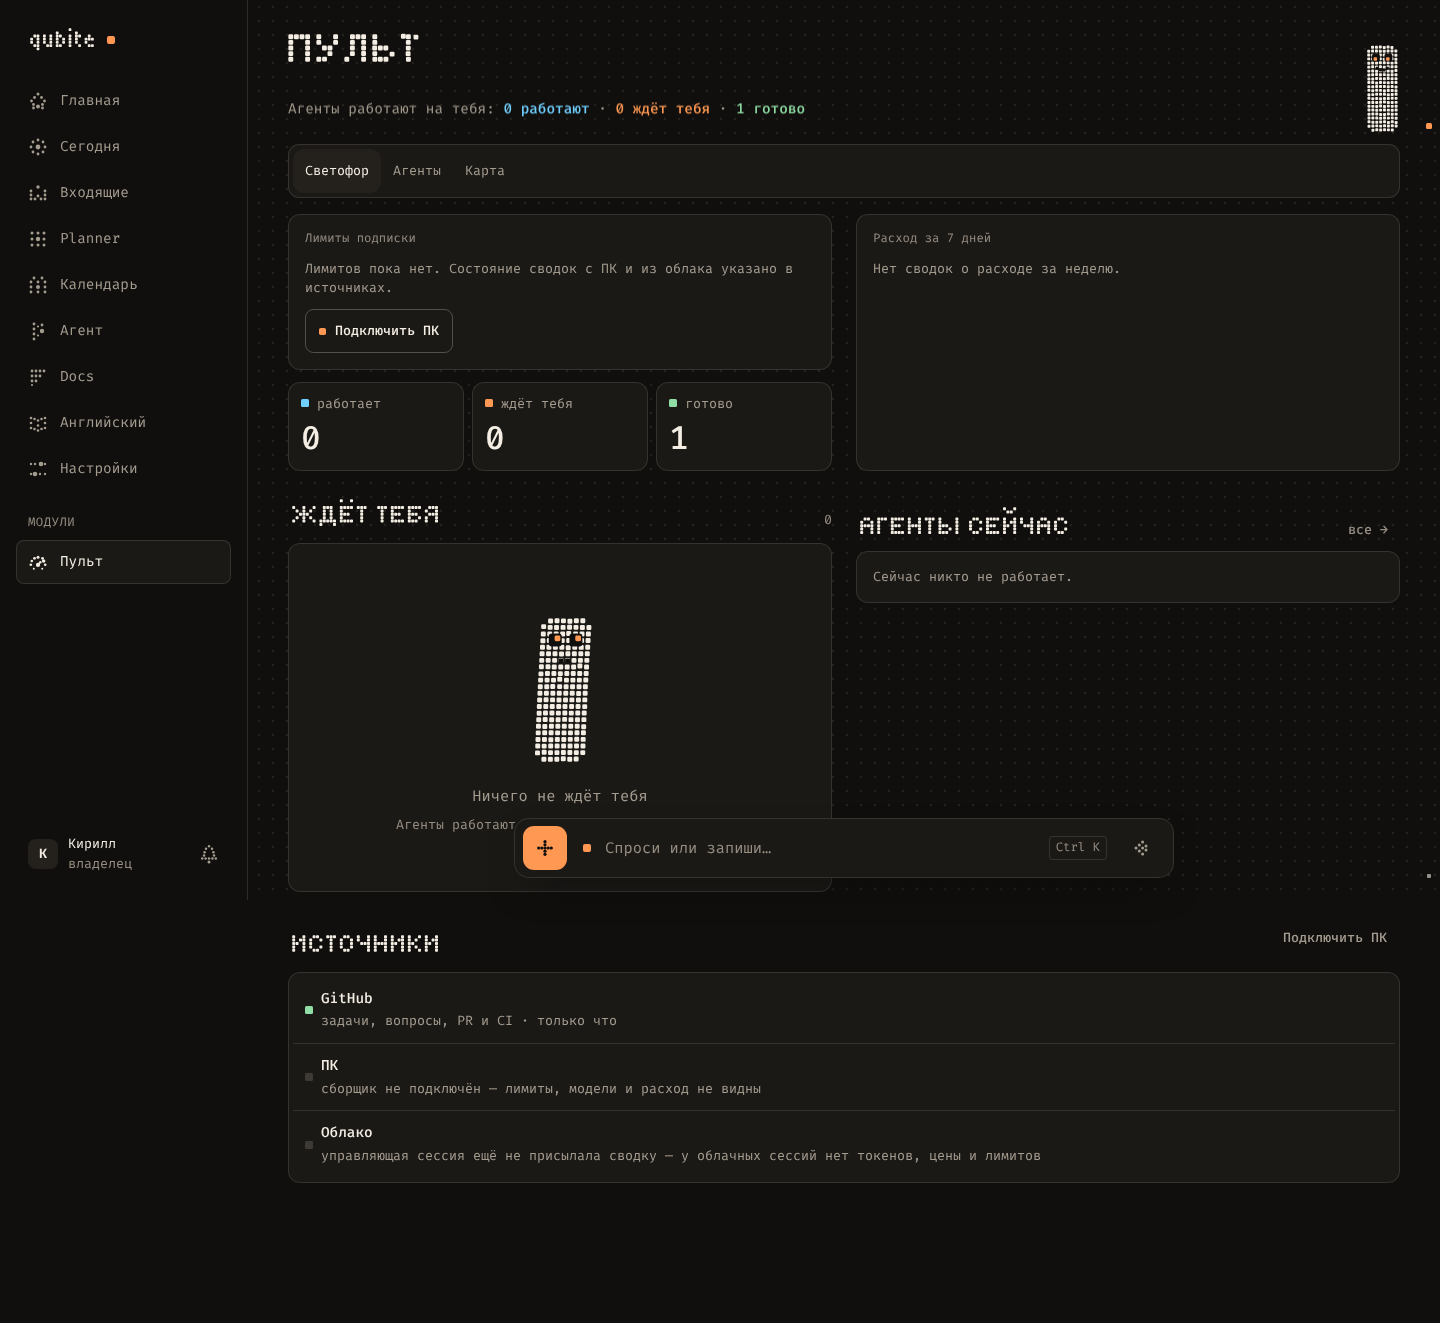 qubite
Главная
Сегодня
Входящие
Planner
Календарь
Агент
Docs
Английский
Настройки
МОДУЛИ
Пульт
К
Кирилл
владелец
ПУЛЬТ
Агенты работают на тебя: 0 работают · 0 ждёт тебя · 1 готово
Светофор Агенты Карта
Лимиты подписки
Лимитов пока нет. Состояние сводок с ПК и из облака указано в
источниках.
Подключить ПК
Расход за 7 дней
Нет сводок о расходе за неделю.
работает
0
ждёт тебя
0
готово
1
ЖДЁТ ТЕБЯ
0
Ничего не ждёт тебя
Агенты работают
АГЕНТЫ СЕЙЧАС
все →
Сейчас никто не работает.
Спроси или запиши…
Ctrl K
ИСТОЧНИКИ
Подключить ПК
GitHub
задачи, вопросы, PR и CI · только что
ПК
сборщик не подключён — лимиты, модели и расход не видны
Облако
управляющая сессия ещё не присылала сводку — у облачных сессий нет токенов, цены и лимитов